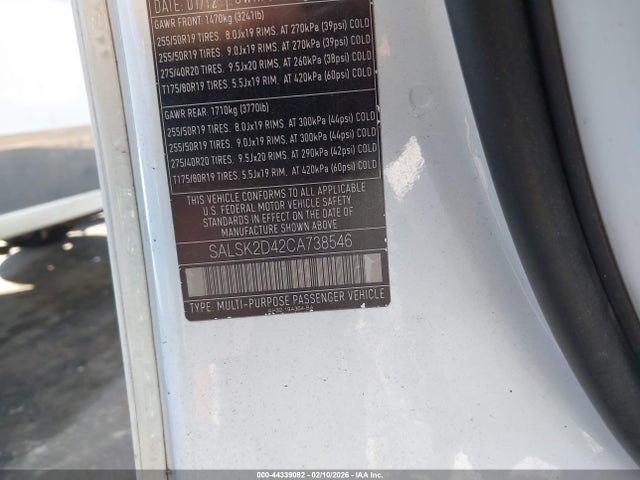 DATE: 01/12
GAWR FRONT: 1470kg (3241lb)
255/50R19 TIRES. 8.0Jx19 RIMS. AT 270kPa (39psi) COLD
255/50R19 TIRES. 9.0Jx19 RIMS. AT 270kPa (39psi) COLD
275/40R20 TIRES. 9.5Jx20 RIMS. AT 260kPa (38psi) COLD
T175/80R19 TIRES. 5.5Jx19 RIM. AT 420kPa (60psi) COLD
GAWR REAR: 1710kg (3770lb)
255/50R19 TIRES. 8.0Jx19 RIMS. AT 300kPa (44psi) COLD
255/50R19 TIRES. 9.0Jx19 RIMS. AT 300kPa (44psi) COLD
275/40R20 TIRES. 9.5Jx20 RIMS. AT 290kPa (42psi) COLD
T175/80R19 TIRES. 5.5Jx19 RIM. AT 420kPa (60psi) COLD
THIS VEHICLE CONFORMS TO ALL APPLICABLE
U.S. FEDERAL MOTOR VEHICLE SAFETY
STANDARDS IN EFFECT ON THE DATE OF
MANUFACTURE SHOWN ABOVE.
SALSK2D42CA738546
TYPE: MULTI-PURPOSE PASSENGER VEHICLE
000-44339082 - 02/10/2026 - IAA Inc.